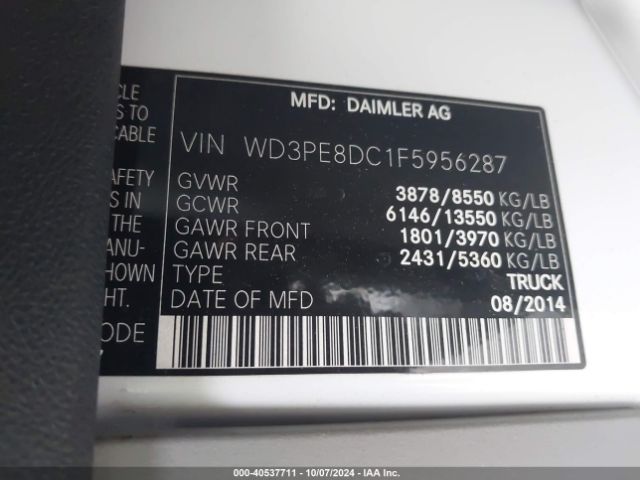 MFD: DAIMLER AG
CLE
S TO
CABLE
VIN WD3PE8DC1F5956287
AFETY
S IN
THE
ANU-
HOWN
HT.
ODE
GVWR 3878/8550 KG/LB
GCWR 6146/13550 KG/LB
GAWR FRONT 1801/3970 KG/LB
GAWR REAR 2431/5360 KG/LB
TYPE TRUCK
DATE OF MFD 08/2014
000-40537711 - 10/07/2024 - IAA Inc.